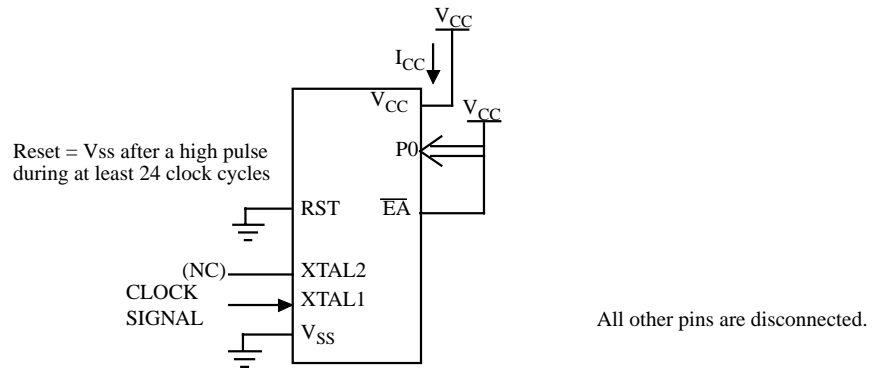 VCC
ICC
VCC
VCC
P0
Reset = Vss after a high pulse
during at least 24 clock cycles
RST
EA
(NC)
XTAL2
CLOCK
XTAL1
SIGNAL
VSS
All other pins are disconnected.